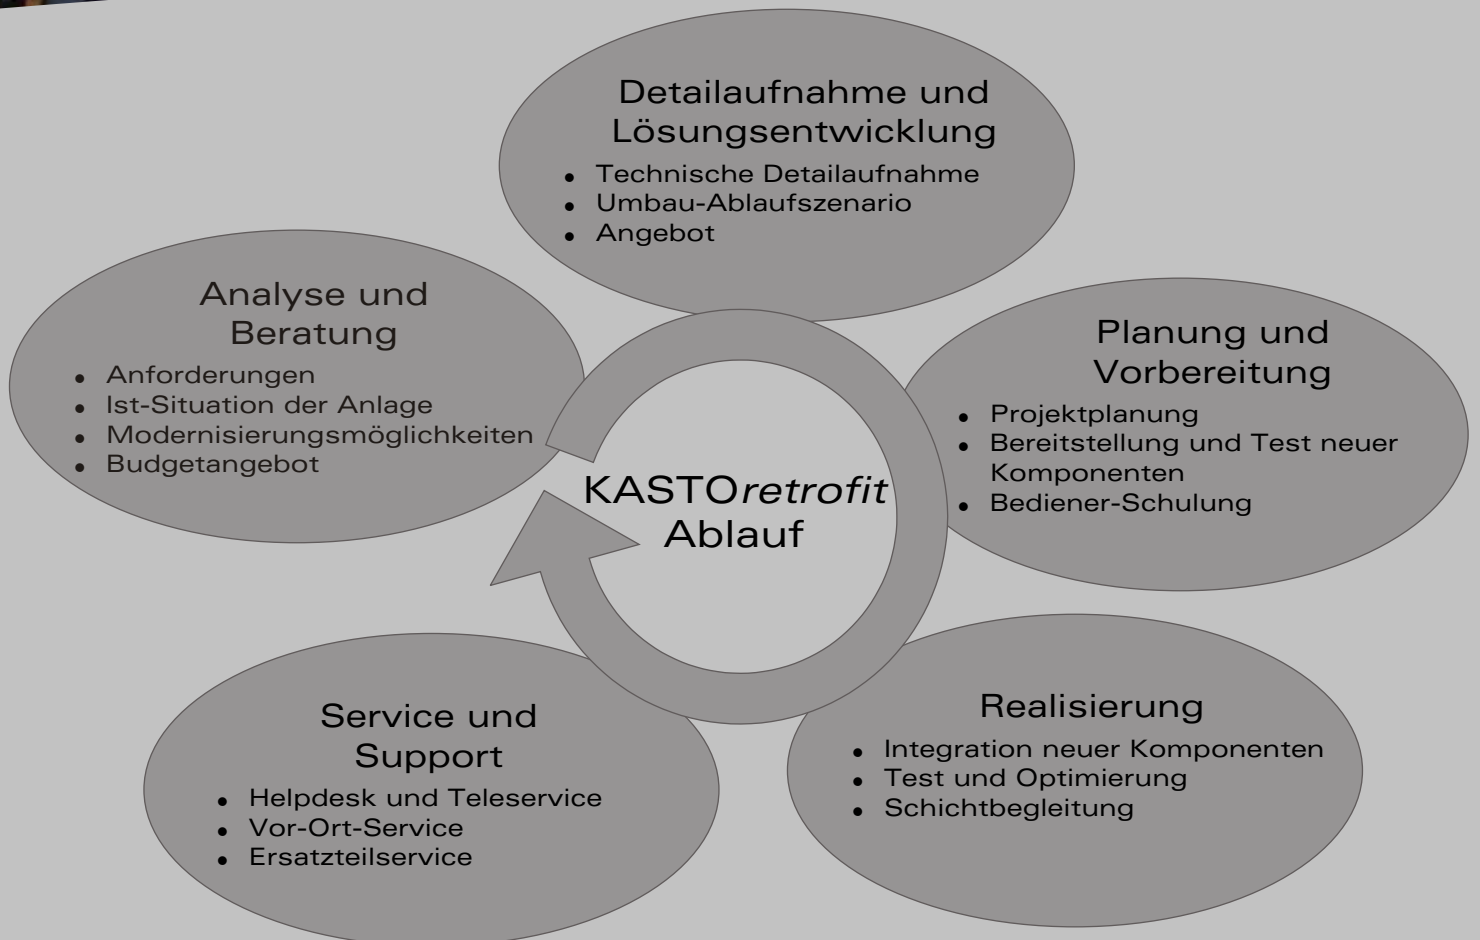 Detailaufnahme und
Lösungsentwicklung
• Technische Detailaufnahme
• Umbau-Ablaufszenario
• Angebot
Analyse und
Beratung
• Anforderungen
• Ist-Situation der Anlage
• Modernisierungsmöglichkeiten
• Budgetangebot
Planung und
Vorbereitung
• Projektplanung
• Bereitstellung und Test neuer
Komponenten
• Bediener-Schulung
KASTOretrofit
Ablauf
Service und
Support
• Helpdesk und Teleservice
• Vor-Ort-Service
• Ersatzteilservice
Realisierung
• Integration neuer Komponenten
• Test und Optimierung
• Schichtbegleitung